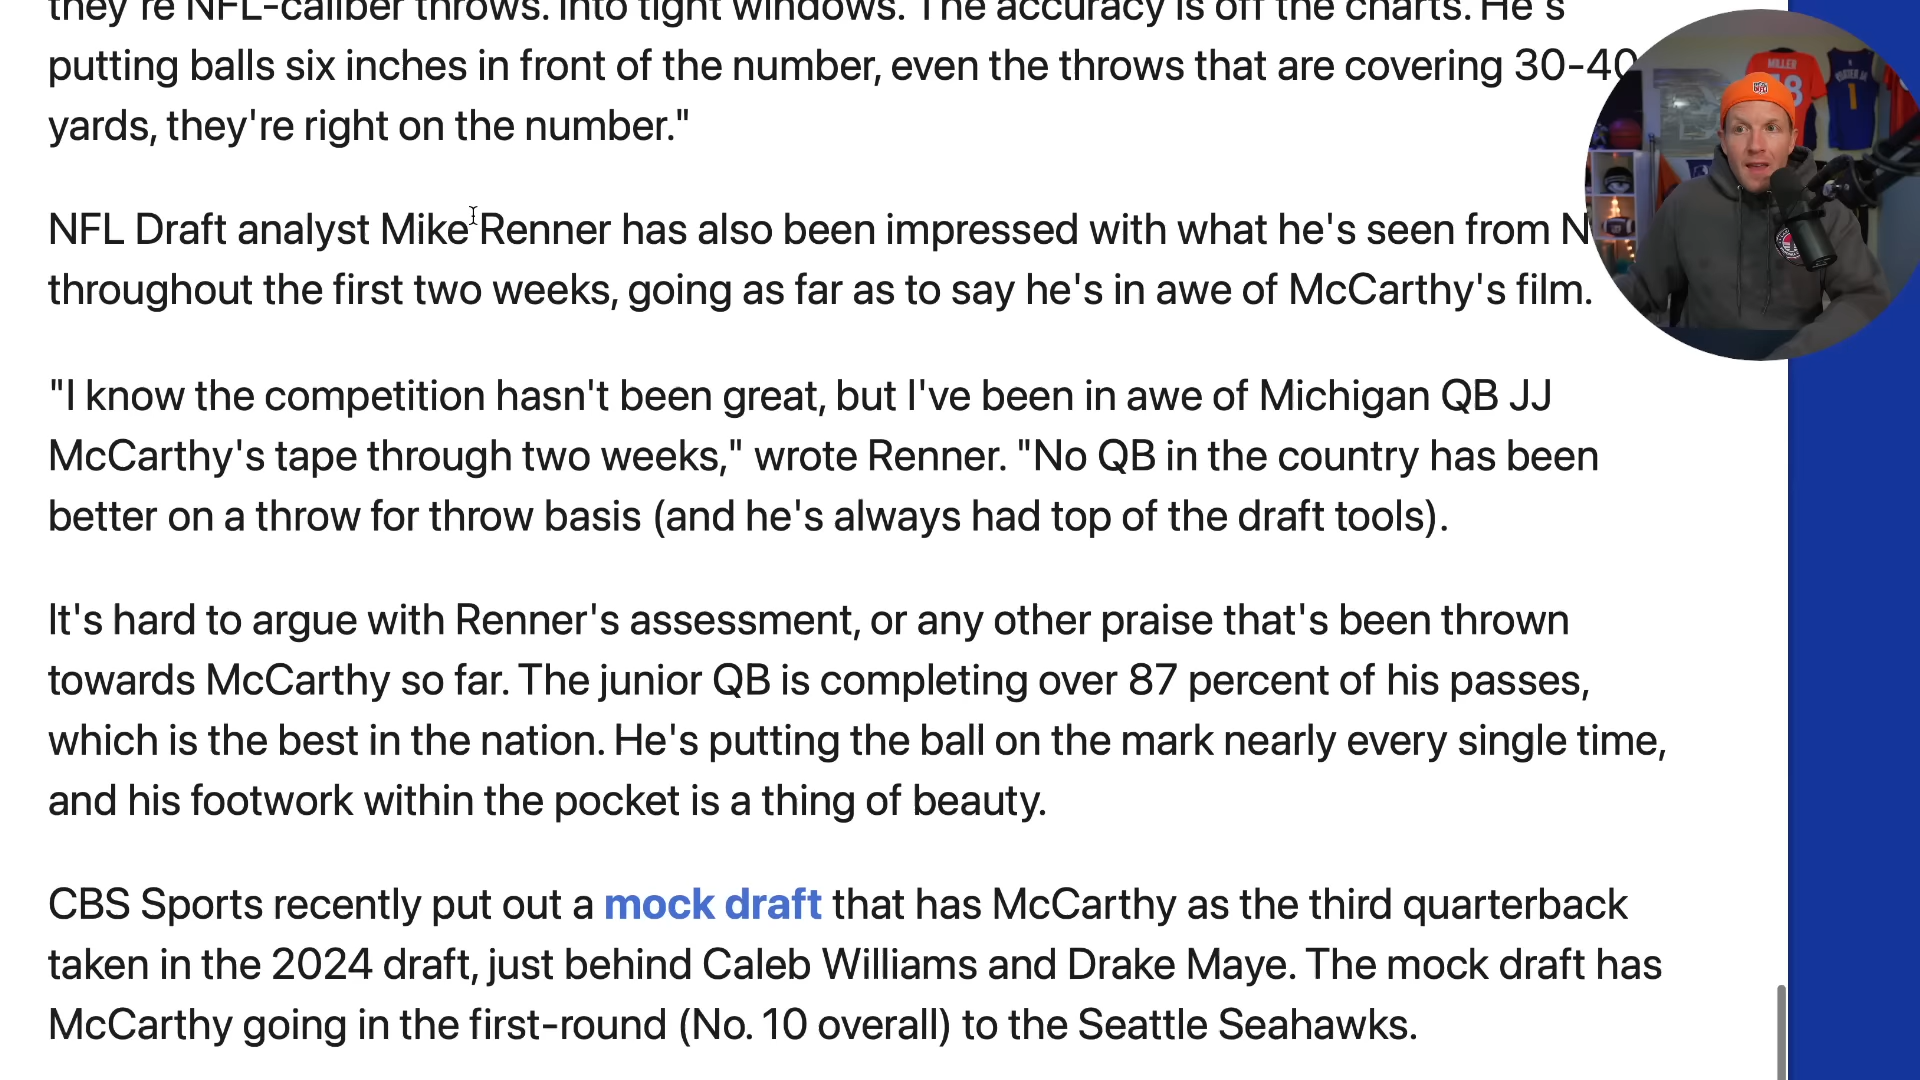 they're NFL-caliber throws. Into tight windows. The accuracy is off the charts. He's
putting balls six inches in front of the number, even the throws that are covering 30-40
yards, they're right on the number."
NFL Draft analyst Mike Renner has also been impressed with what he's seen from
throughout the first two weeks, going as far as to say he's in awe of McCarthy's film.
"I know the competition hasn't been great, but I've been in awe of Michigan QB JJ
McCarthy's tape through two weeks," wrote Renner. "No QB in the country has been
better on a throw for throw basis (and he's always had top of the draft tools).
It's hard to argue with Renner's assessment, or any other praise that's been thrown
towards McCarthy so far. The junior QB is completing over 87 percent of his passes,
which is the best in the nation. He's putting the ball on the mark nearly every single time,
and his footwork within the pocket is a thing of beauty.
CBS Sports recently put out a mock draft that has McCarthy as the third quarterback
taken in the 2024 draft, just behind Caleb Williams and Drake Maye. The mock draft has
McCarthy going in the first-round (No. 10 overall) to the Seattle Seahawks.
MILLER
1